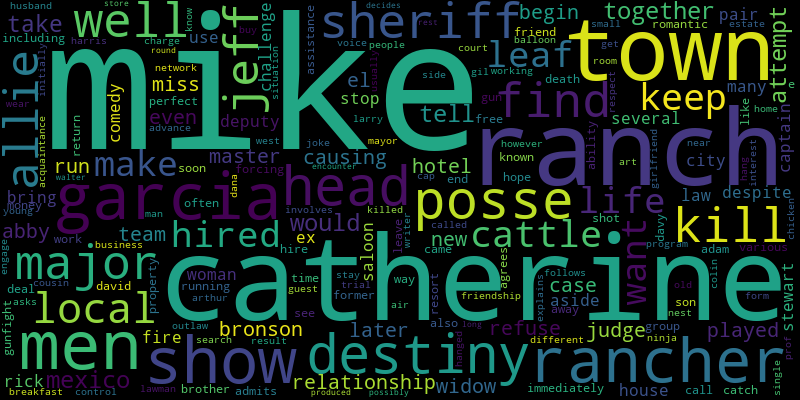 mike
catherine
town
ranch
garcia
rancher
men
posse
destiny
show
kill
major
head
find
sheriff
well
jeff
allie
local
want
life
leaf
make
keep
cattle
hired
bronson
mexico
relationship
widow
judge
later
would
hotel
causing
master
miss
even
take
tell
run
team
abby
bring
comedy
challenge
use
begin
together
attempt
several
city
law
captain
despite
many
like
pair
romantic
friend
stop
el
deputy
assistance
including
husband
store
know
harris
charge
round
network
perfect
return
soon
advance
acquaintance
wear
initially
young
man
often
dana
forcing
west
joke
larry
mayor
encounter
cap
end
hope
known
however
free
gun
side
court
voice
people
decides
rest
balloon
situation
buy
usually
gil
working
death
small
room
estate
get
respect
ability
art
girlfriend
near
interest
hang
home
chicken
saloon
ex
hire
woman
time
running
guest
arthur
property
david
business
work
deal
asks
cousin
gunfight
engage
rick
fire
search
result
outlaw
brother
admits
lawman
breakfast
control
walter
involves
killed
called
writer
leave
new
came
way
agrees
stay
former
trial
air
see
also
resort
friendship
follows
explains
different
long
hanged
produced
possibly
immediately
refuse
aside
case
shot
davy
program
adam
various
colin
played
stewart
away
son
old
form
nest
group
ninja
house
call
catch
single
prof